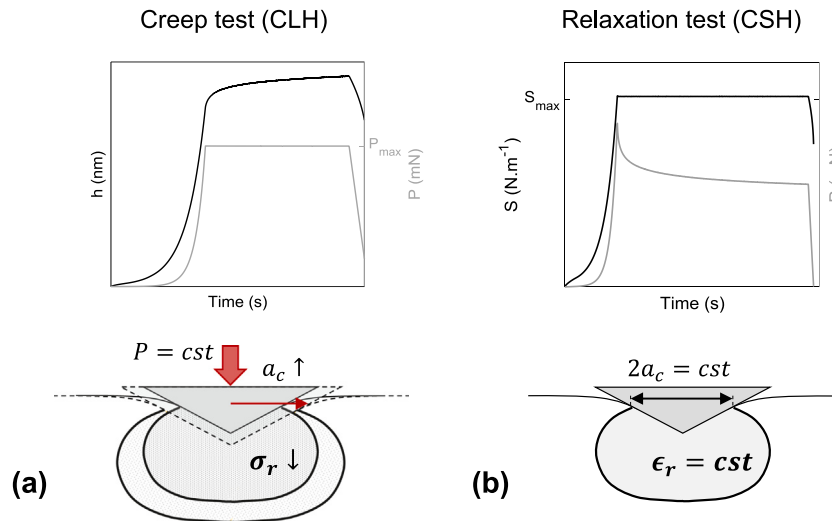 Creep test (CLH)
Relaxation test (CSH)
h (nm)
P_max
P (mN)
Time (s)
S_max
S (N.m⁻¹)
Time (s)
P = cst
a_c ↑
σ_r ↓
(a)
2a_c = cst
ϵ_r = cst
(b)